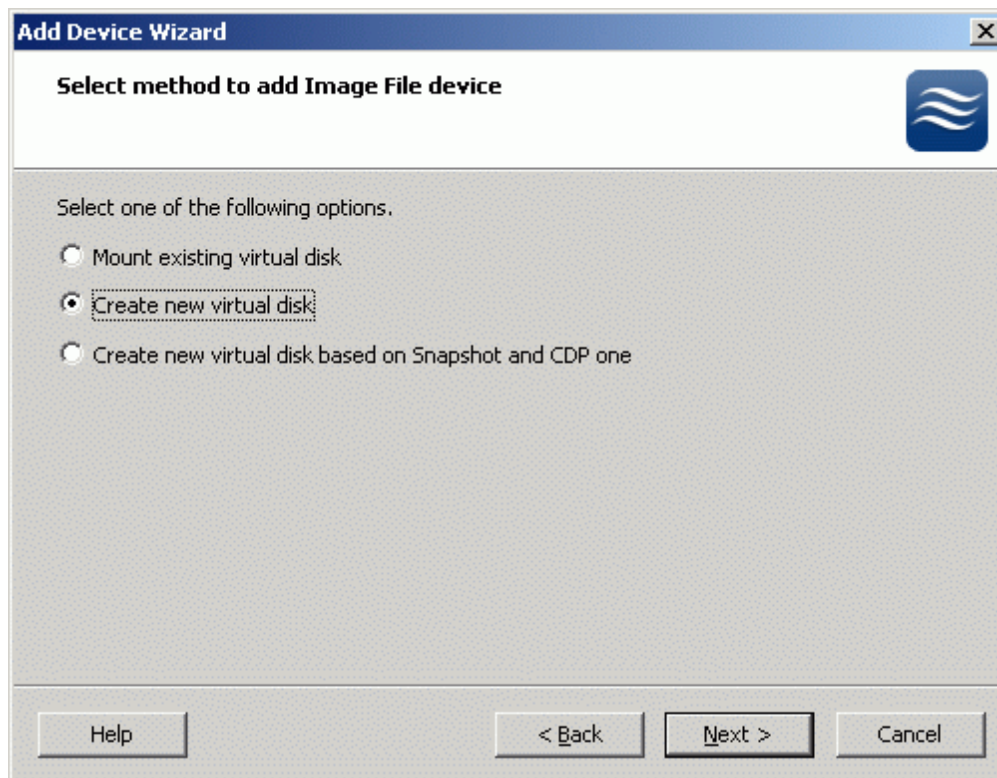 Add Device Wizard
Select method to add Image File device
Select one of the following options.
Mount existing virtual disk
Create new virtual disk
Create new virtual disk based on Snapshot and CDP one
Help
< Back
Next >
Cancel